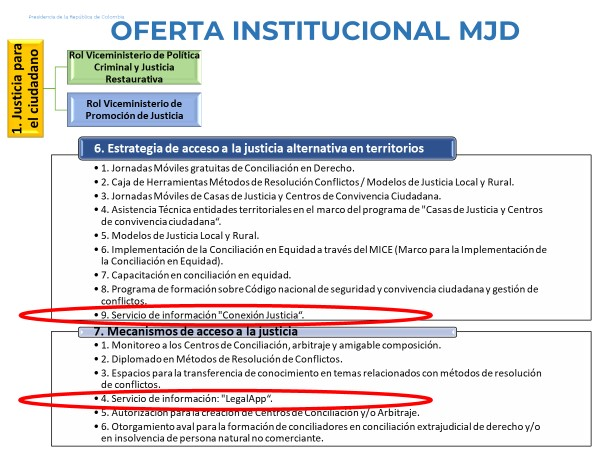 Presidencia de la República de Colombia
OFERTA INSTITUCIONAL MJD
1. Justicia para
el ciudadano
Rol Viceministerio de Política
Criminal y Justicia
Restaurativa
Rol Viceministerio de
Promoción de Justicia
6. Estrategia de acceso a la justicia alternativa en territorios
• 1. Jornadas Móviles gratuitas de Conciliación en Derecho.
• 2. Caja de Herramientas Métodos de Resolución Conflictos / Modelos de Justicia Local y Rural.
• 3. Jornadas Móviles de Casas de Justicia y Centros de Convivencia Ciudadana.
• 4. Asistencia Técnica entidades territoriales en el marco del programa de "Casas de Justicia y Centros
de convivencia ciudadana“.
• 5. Modelos de Justicia Local y Rural.
• 6. Implementación de la Conciliación en Equidad a través del MICE (Marco para la Implementación de
la Conciliación en Equidad).
• 7. Capacitación en conciliación en equidad.
• 8. Programa de formación sobre Código nacional de seguridad y convivencia ciudadana y gestión de
conflictos.
• 9. Servicio de información "Conexión Justicia“.
7. Mecanismos de acceso a la justicia
• 1. Monitoreo a los Centros de Conciliación, arbitraje y amigable composición.
• 2. Diplomado en Métodos de Resolución de Conflictos.
• 3. Espacios para la transferencia de conocimiento en temas relacionados con métodos de resolución
de conflictos.
• 4. Servicio de información: "LegalApp“.
• 5. Autorización para la creación de Centros de Conciliación y/o Arbitraje.
• 6. Otorgamiento aval para la formación de conciliadores en conciliación extrajudicial de derecho y/o
en insolvencia de persona natural no comerciante.